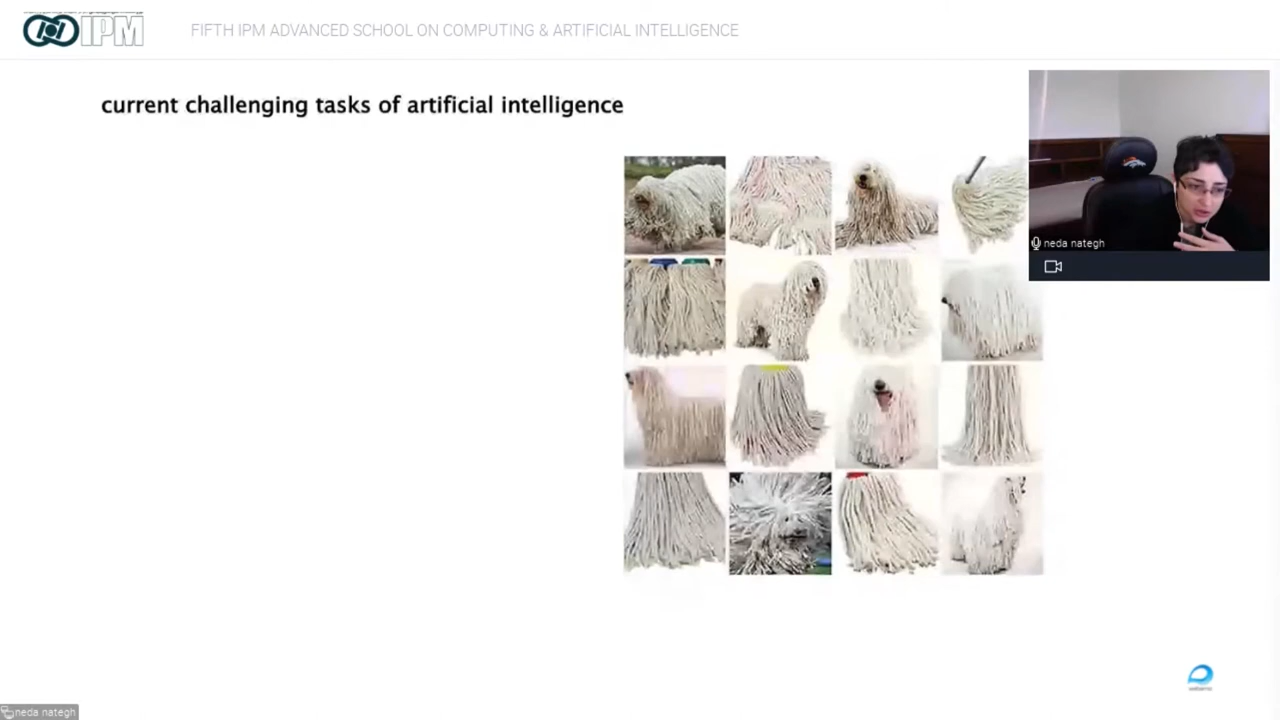 IPM
FIFTH IPM ADVANCED SCHOOL ON COMPUTING & ARTIFICIAL INTELLIGENCE
current challenging tasks of artificial intelligence
neda nategh
neda nategh